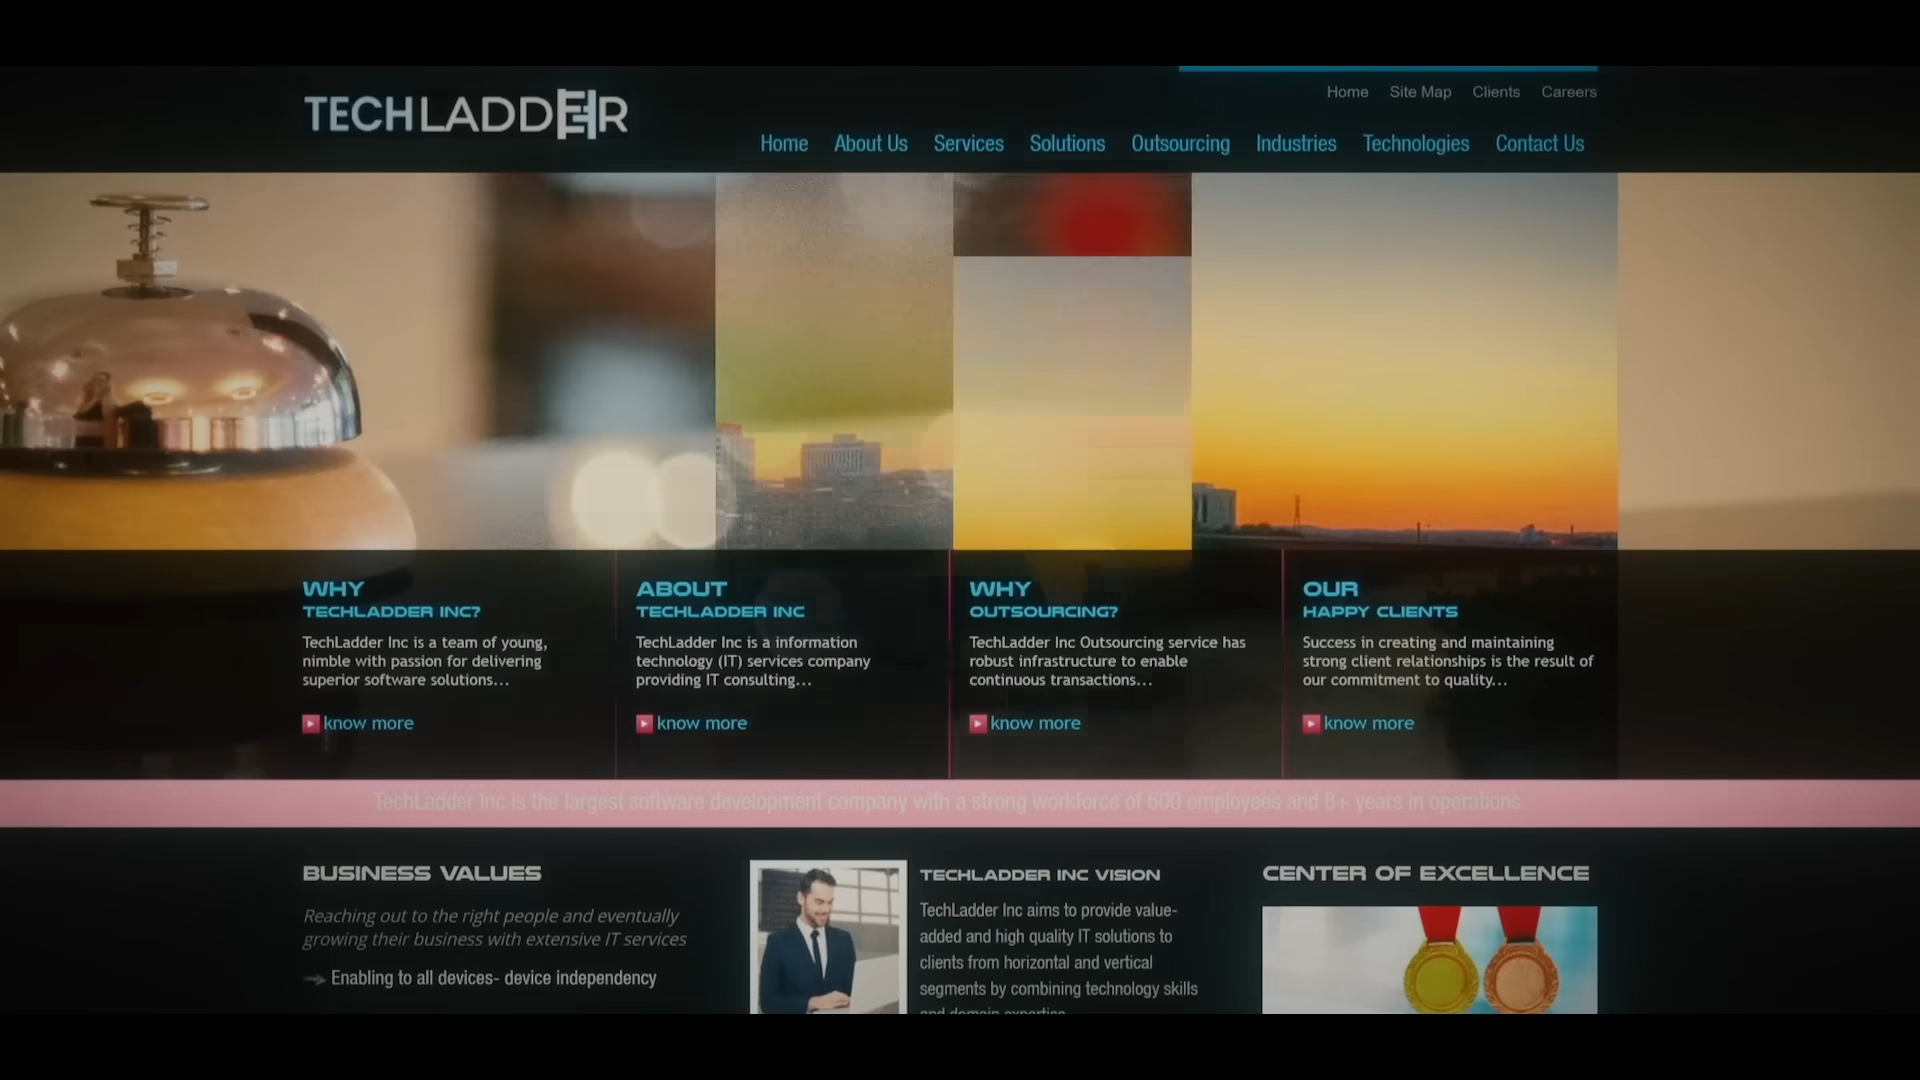 TECHLADDER
Home Site Map Clients Careers
Home About Us Services Solutions Outsourcing Industries Technologies Contact Us
WHY
TECHLADDER INC?
TechLadder Inc is a team of young,
nimble with passion for delivering
superior software solutions...
know more
ABOUT
TECHLADDER INC
TechLadder Inc is a information
technology (IT) services company
providing IT consulting...
know more
WHY
OUTSOURCING?
TechLadder Inc Outsourcing service has
robust infrastructure to enable
continuous transactions...
know more
OUR
HAPPY CLIENTS
Success in creating and maintaining
strong client relationships is the result of
our commitment to quality...
know more
TechLadder Inc is the largest software development company with a strong workforce of 600 employees and 8+ years in operations
BUSINESS VALUES
Reaching out to the right people and eventually
growing their business with extensive IT services
Enabling to all devices- device independency
TECHLADDER INC VISION
TechLadder Inc aims to provide value-
added and high quality IT solutions to
clients from horizontal and vertical
segments by combining technology skills
and domain expertise.
CENTER OF EXCELLENCE